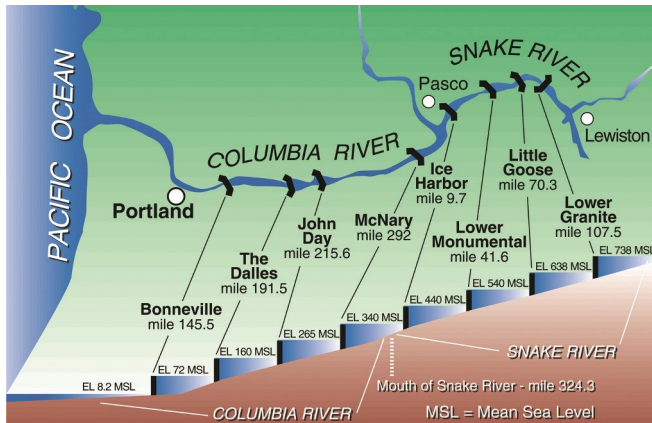 PACIFIC OCEAN
SNAKE RIVER
Pasco
Lewiston
COLUMBIA RIVER
Portland
Bonneville
mile 145.5
The
Dalles
mile 191.5
John
Day
mile 215.6
McNary
mile 292
Ice
Harbor
mile 9.7
Lower
Monumental
mile 41.6
Little
Goose
mile 70.3
Lower
Granite
mile 107.5
EL 8.2 MSL
EL 72 MSL
EL 160 MSL
EL 265 MSL
EL 340 MSL
EL 440 MSL
EL 540 MSL
EL 638 MSL
EL 738 MSL
SNAKE RIVER
Mouth of Snake River - mile 324.3
COLUMBIA RIVER
MSL = Mean Sea Level